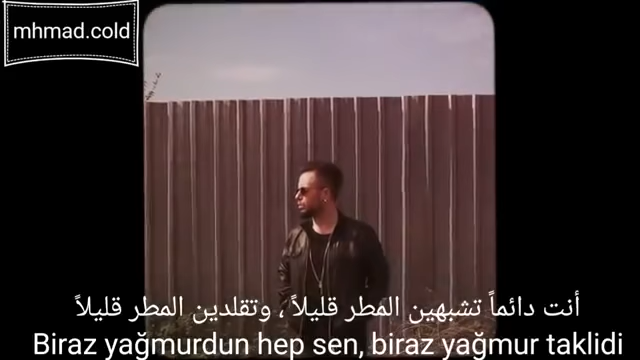 mhmad.cold
أنت دائماً تشبهين المطر قليلاً ، وتقلدين المطر قليلاً
Biraz yağmurdun hep sen, biraz yağmur taklidi